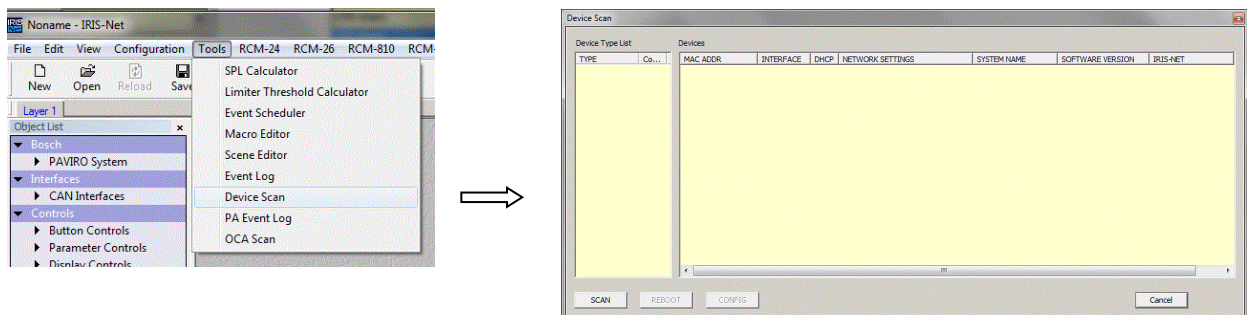 IRIS
NET
Noname - IRIS-Net
File Edit View Configuration Tools RCM-24 RCM-26 RCM-810 RCM-
New Open Reload Save
Layer 1
Object List x
Bosch
PAVIRO System
Interfaces
CAN Interfaces
Controls
Button Controls
Parameter Controls
Display Controls
SPL Calculator
Limiter Threshold Calculator
Event Scheduler
Macro Editor
Scene Editor
Event Log
Device Scan
PA Event Log
OCA Scan
Device Scan
Device Type List Devices
TYPE Co... MAC ADDR INTERFACE DHCP NETWORK SETTINGS SYSTEM NAME SOFTWARE VERSION IRIS-NET
SCAN REBOOT CONFIG Cancel